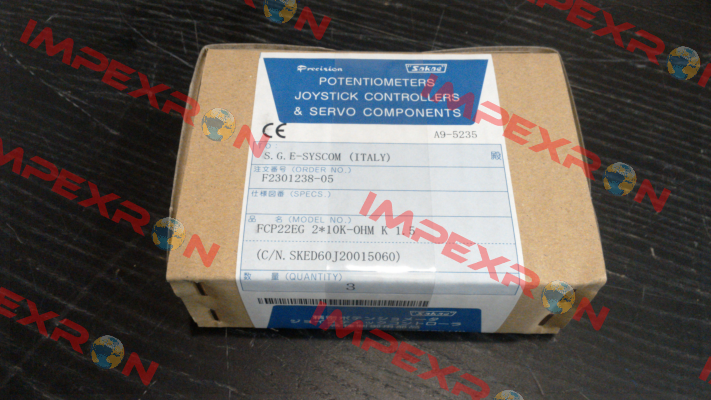 Precision Sakae
POTENTIOMETERS
JOYSTICK CONTROLLERS
& SERVO COMPONENTS
CE A9-5235
S.G.E-SYSCOM (ITALY) 殿
注文番号 (ORDER NO.)
F2301238-05
仕様図番 (SPECS.)
品 名 (MODEL NO.)
FCP22EG 2*10K-OHM K 1.5
(C/N.SKED60J20015060)
数 量 (QUANTITY)
3
Sakae
IMPEXRON
IMPEXRON
IMPEXRON
IMPEXRON